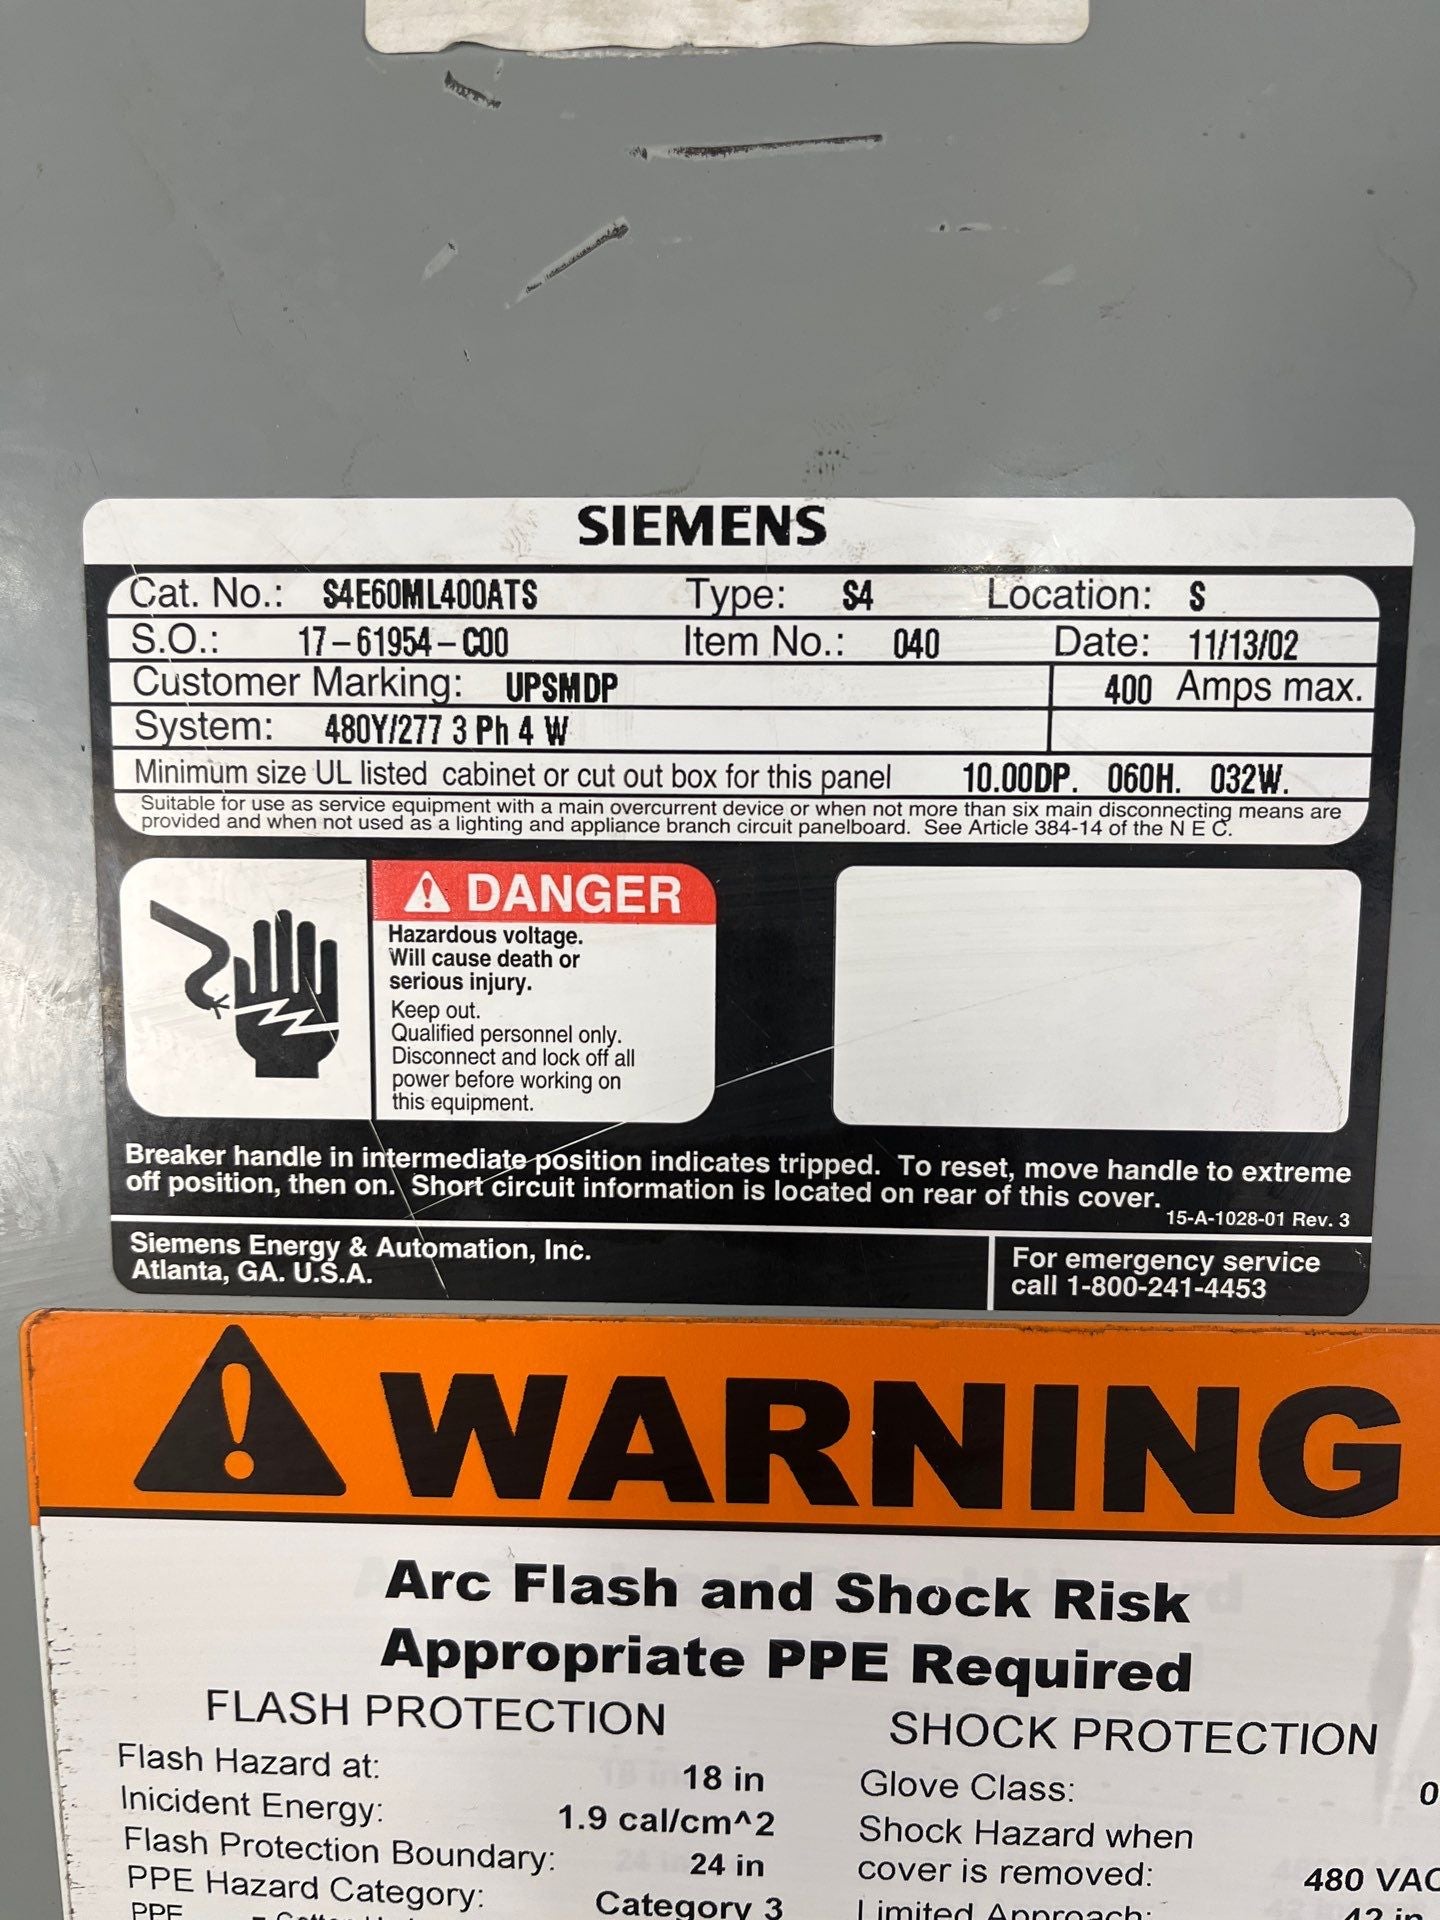 SIEMENS
Cat. No.: S4E60ML400ATS Type: S4 Location: S
S.O.: 17-61954-C00 Item No.: 040 Date: 11/13/02
Customer Marking: UPSMDP 400 Amps max.
System: 480Y/277 3 Ph 4 W
Minimum size UL listed cabinet or cut out box for this panel 10.00DP. 060H. 032W.
Suitable for use as service equipment with a main overcurrent device or when not more than six main disconnecting means are
provided and when not used as a lighting and appliance branch circuit panelboard. See Article 384-14 of the N E C.
DANGER
Hazardous voltage.
Will cause death or
serious injury.
Keep out.
Qualified personnel only.
Disconnect and lock off all
power before working on
this equipment.
Breaker handle in intermediate position indicates tripped. To reset, move handle to extreme
off position, then on. Short circuit information is located on rear of this cover.
15-A-1028-01 Rev. 3
Siemens Energy & Automation, Inc.
Atlanta, GA. U.S.A.
For emergency service
call 1-800-241-4453
WARNING
Arc Flash and Shock Risk
Appropriate PPE Required
FLASH PROTECTION
Flash Hazard at: 18 in
Inicident Energy: 1.9 cal/cm^2
Flash Protection Boundary: 24 in
PPE Hazard Category: Category 3
PPE
SHOCK PROTECTION
Glove Class: 0
Shock Hazard when
cover is removed: 480 VAC
Limited Approach: 42 in